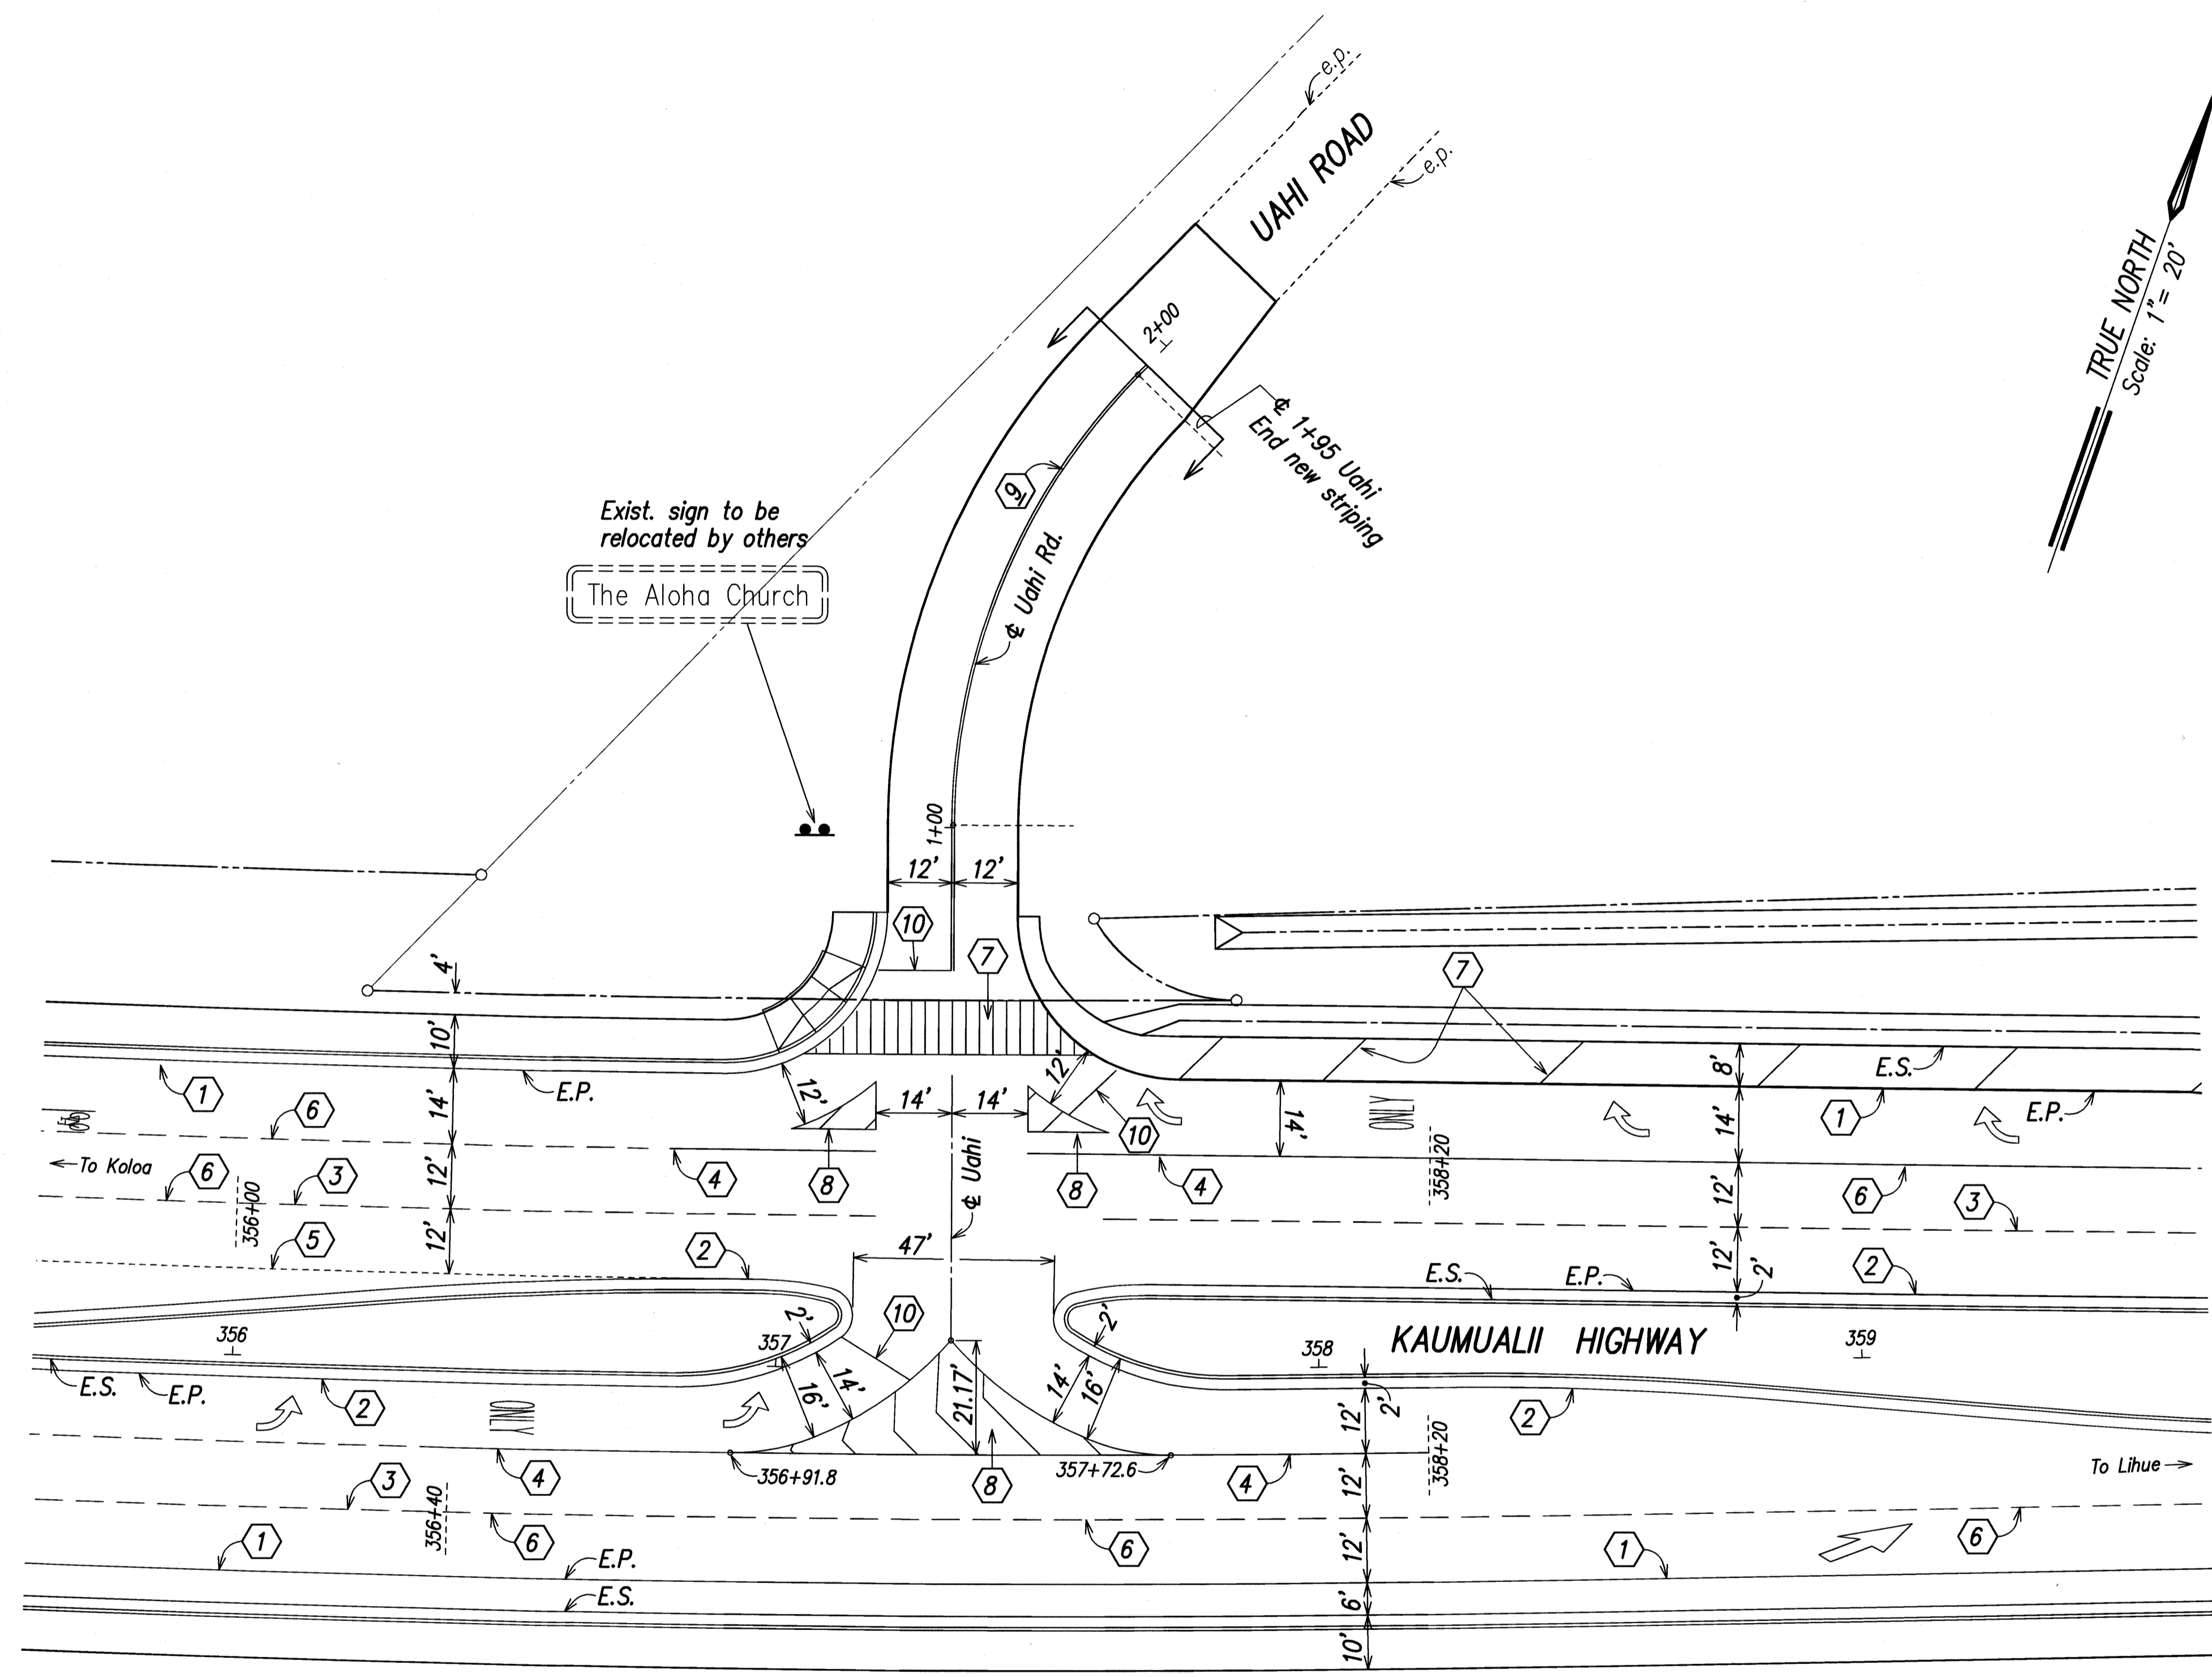 e.p.
UAHI ROAD
e.p.
TRUE NORTH
Scale: 1"= 20'
2+00
℄ 1+95 Uahi
End new striping
9
Exist. sign to be
relocated by others
The Aloha Church
℄ Uahi Rd.
1+00
12'
12'
10
7
7
4'
10'
12'
12'
8'
E.S.
1
E.P.
14'
14'
14'
14'
ONLY
14'
1
E.P.
6
10
To Koloa
6
3
12'
4
8
8
4
358+20
12'
6
3
356+00
5
12'
2
47'
℄ Uahi
12'
2'
E.S.
E.P.
2
356
2'
357
10
2'
358
KAUMUALII HIGHWAY
359
E.S.
E.P.
2
16'
14'
21.17'
14'
16'
2'
12'
2
ONLY
358+20
4
356+91.8
8
357+72.6
4
To Lihue
3
356+40
6
12'
6
6
1
12'
1
E.P.
E.S.
6'
10'